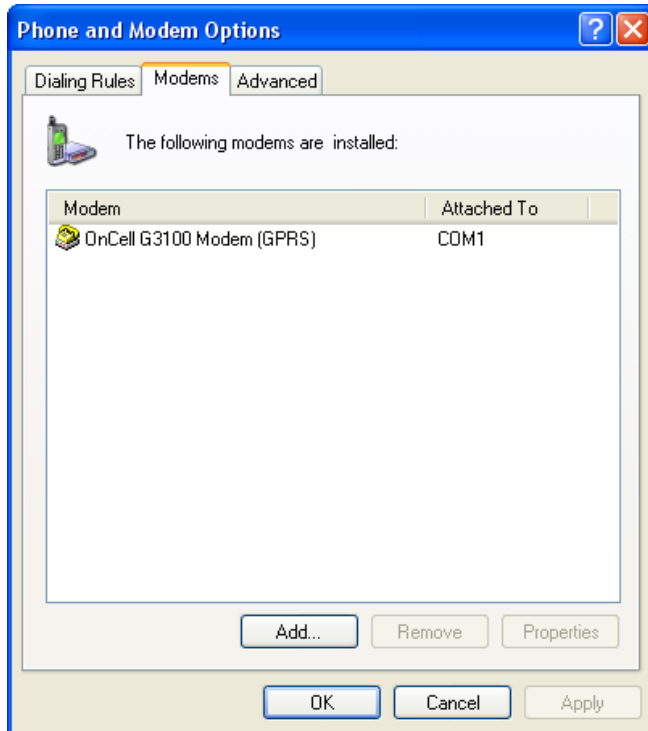 Phone and Modem Options
Dialing Rules Modems Advanced
The following modems are installed:
Modem Attached To
OnCell G3100 Modem (GPRS) COM1
Add... Remove Properties
OK Cancel Apply